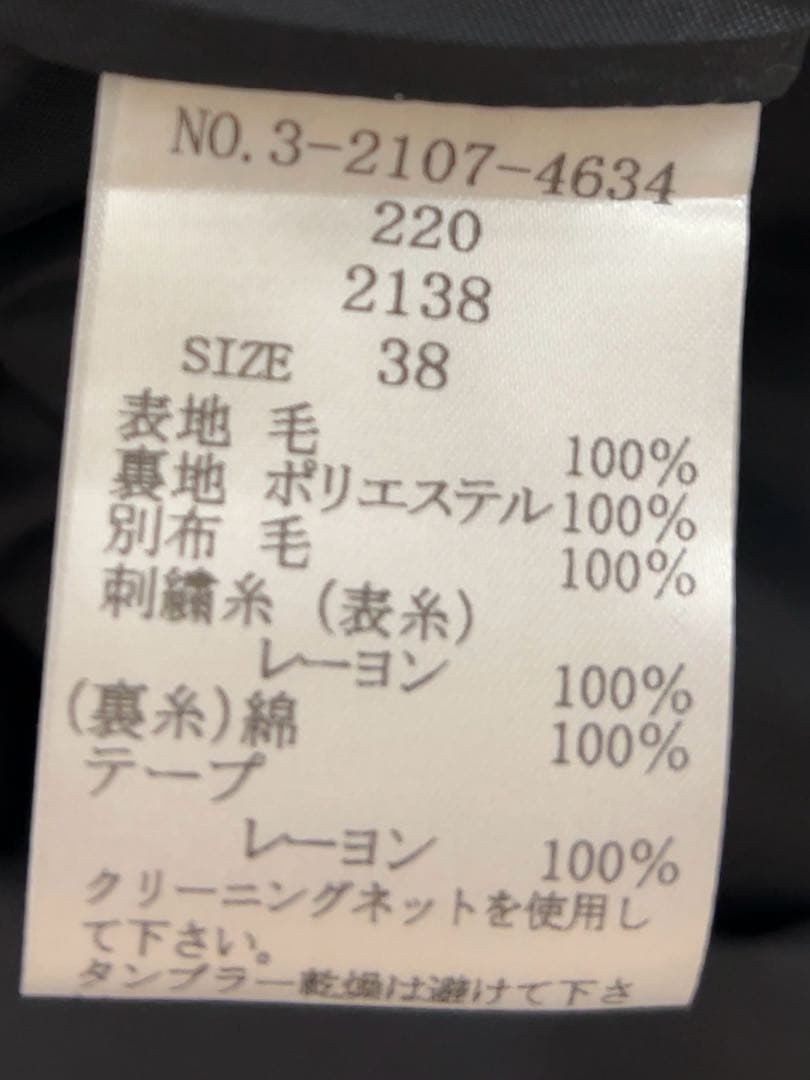 NO.3-2107-4634
220
2138
SIZE 38
表地 毛 100%
裏地 ポリエステル 100%
別布 毛 100%
刺繍糸 (表糸)
レーヨン 100%
(裏糸)綿 100%
テープ
レーヨン 100%
クリーニングネットを使用し
て下さい。
タンブラー乾燥は避けて下さ